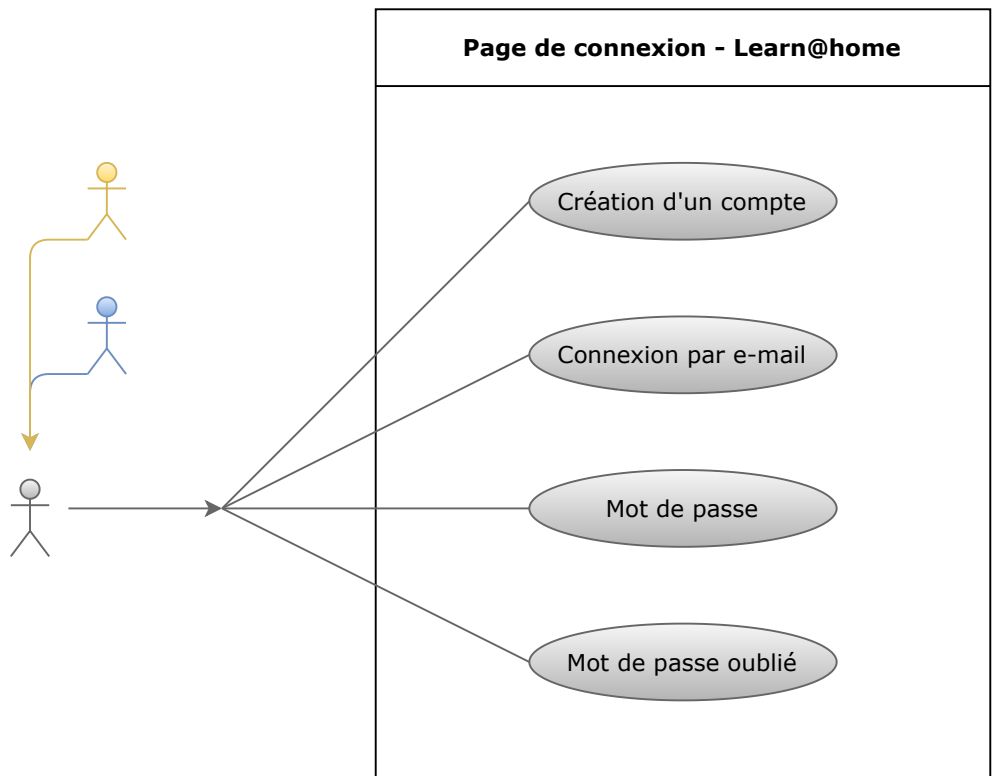 Page de connexion - Learn@home
Création d'un compte
Connexion par e-mail
Mot de passe
Mot de passe oublié